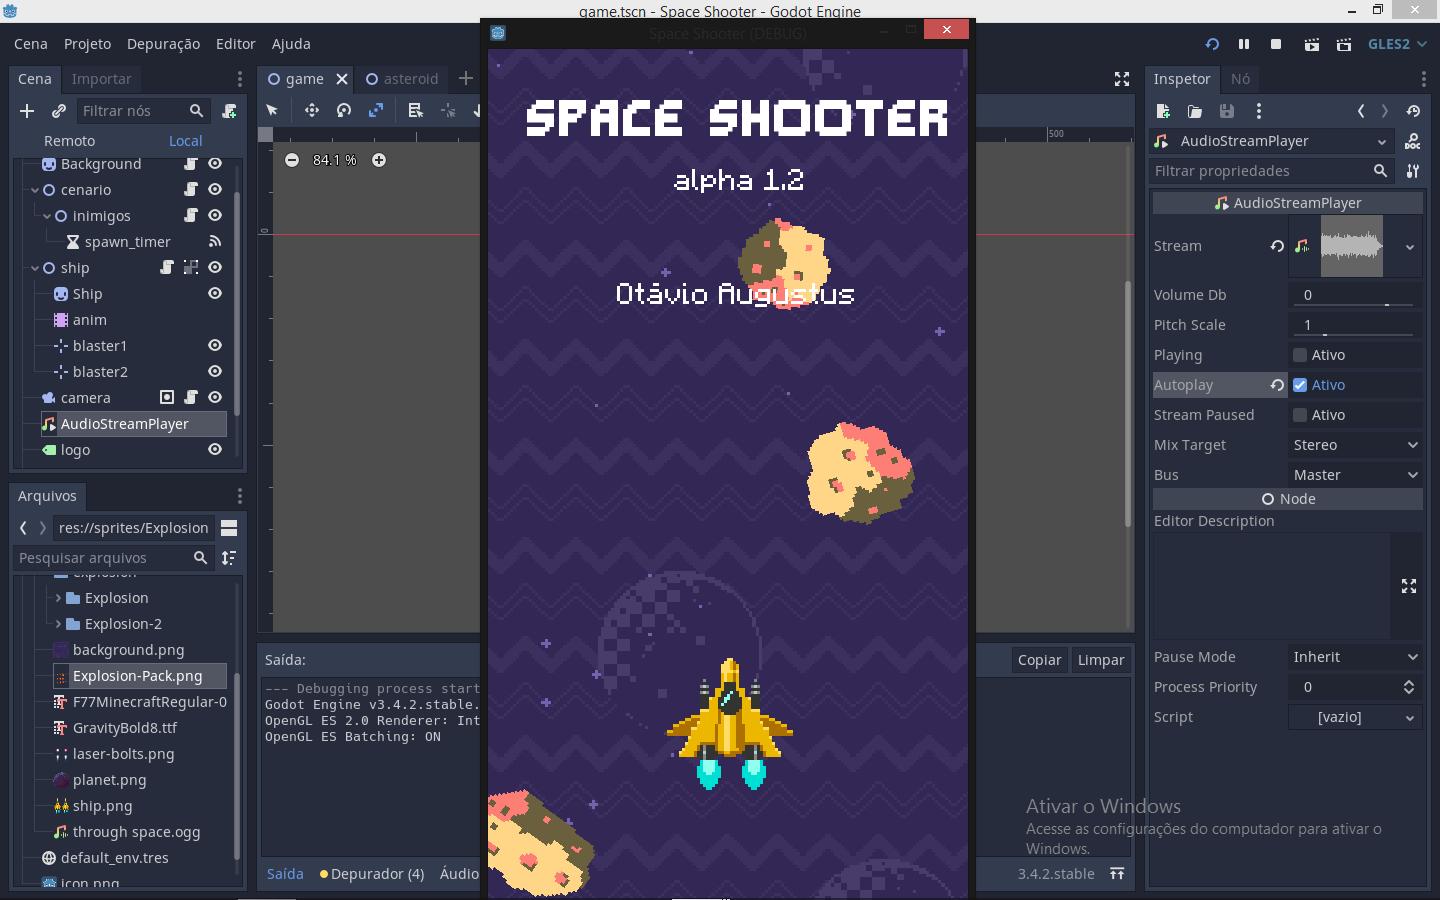 game.tscn - Space Shooter - Godot Engine
Cena Projeto Depuração Editor Ajuda
GLES2
Space Shooter (DEBUG)
Cena Importar
Filtrar nós
Remoto Local
Background
cenario
inimigos
spawn_timer
ship
Ship
anim
blaster1
blaster2
camera
AudioStreamPlayer
logo
Arquivos
res://sprites/Explosion
Pesquisar arquivos
explosion
Explosion
Explosion-2
background.png
Explosion-Pack.png
F77MinecraftRegular-0
GravityBold8.ttf
laser-bolts.png
planet.png
ship.png
through space.ogg
default_env.tres
icon.png
game asteroid
84.1 %
0
500
SPACE SHOOTER
alpha 1.2
Otávio Augustus
Saída:
Copiar Limpar
--- Debugging process start
Godot Engine v3.4.2.stable.
OpenGL ES 2.0 Renderer: Int
OpenGL ES Batching: ON
Saída Depurador (4) Áudio
3.4.2.stable
Inspetor Nó
AudioStreamPlayer
Filtrar propriedades
AudioStreamPlayer
Stream
Volume Db 0
Pitch Scale 1
Playing Ativo
Autoplay Ativo
Stream Paused Ativo
Mix Target Stereo
Bus Master
Node
Editor Description
Pause Mode Inherit
Process Priority 0
Script [vazio]
Ativar o Windows
Acesse as configurações do computador para ativar o
Windows.